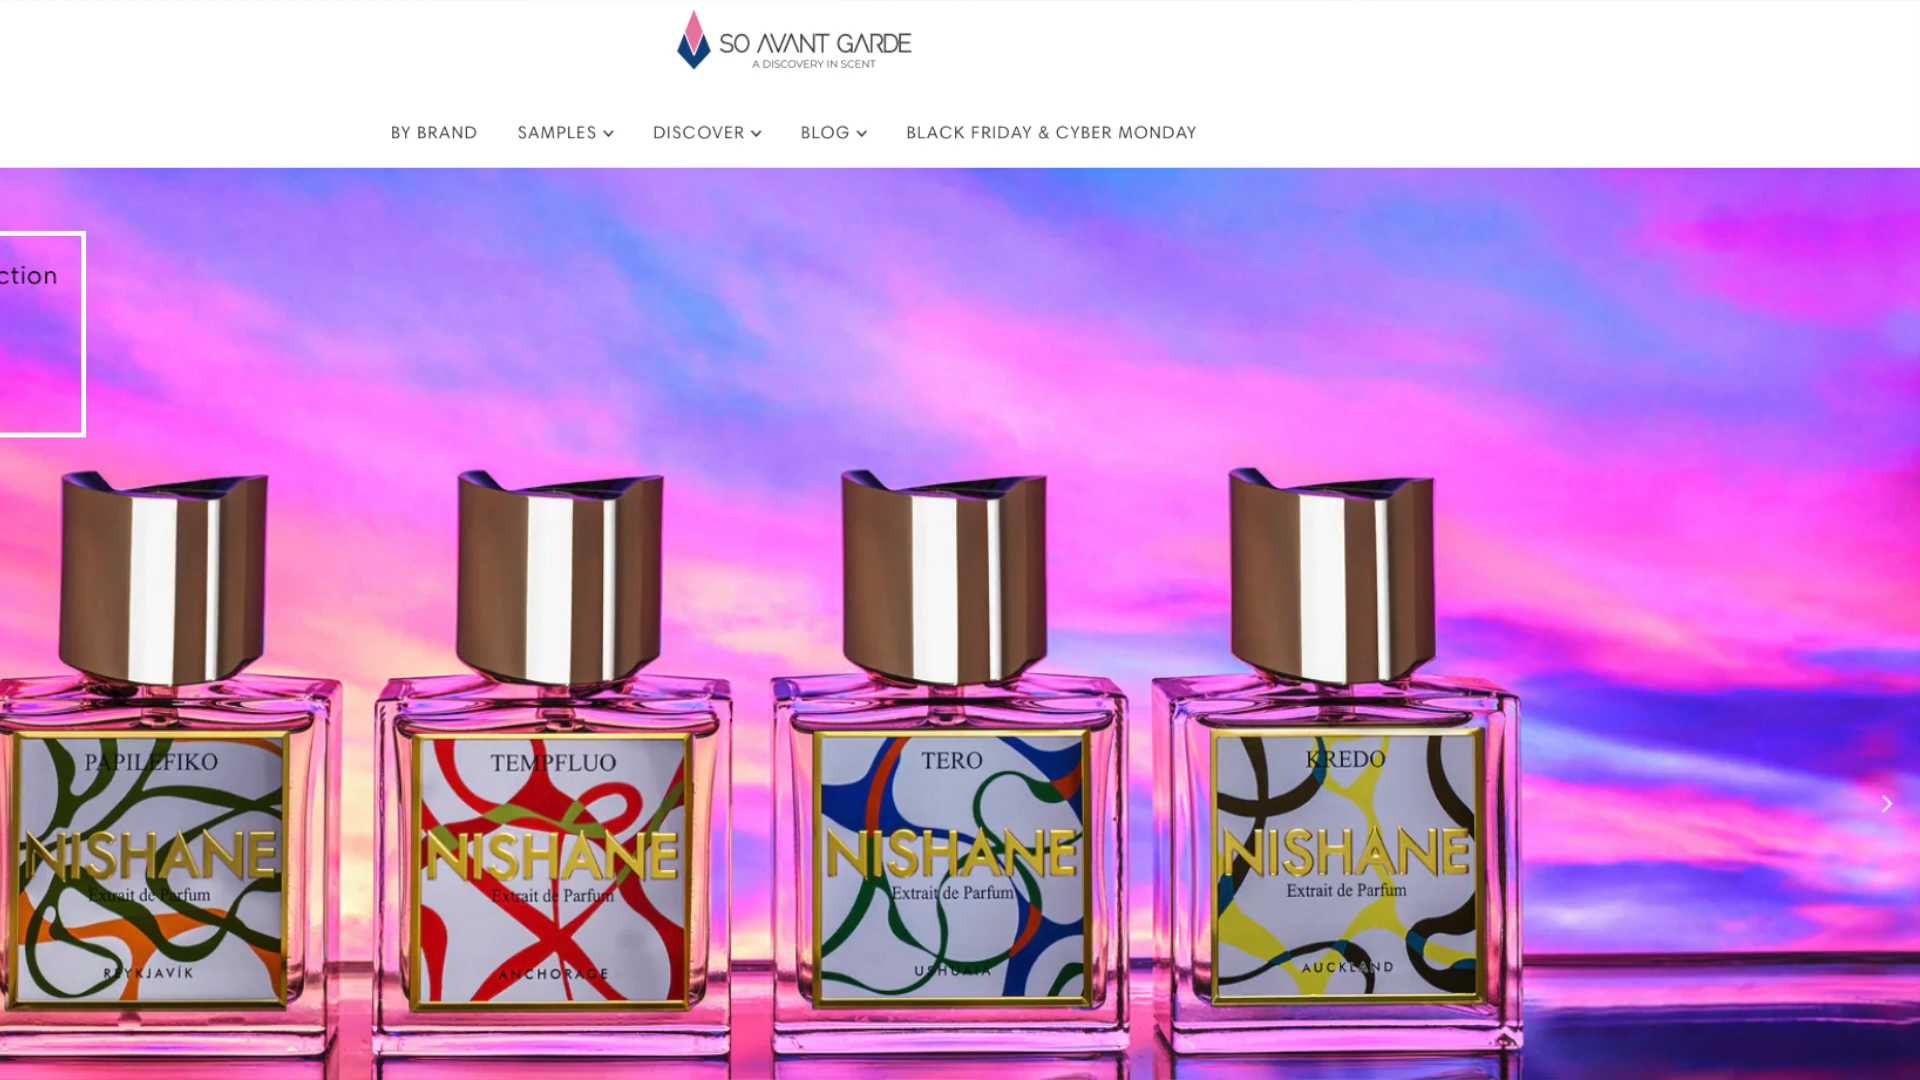 SO AVANT GARDE
A DISCOVERY IN SCENT
BY BRAND SAMPLES DISCOVER BLOG BLACK FRIDAY & CYBER MONDAY
ction
PAPILEFIKO
NISHANE
Extrait de Parfum
REYKJAVÍK
TEMPFLUO
NISHANE
Extrait de Parfum
ANCHORAGE
TERO
NISHANE
Extrait de Parfum
USHUAIA
KREDO
NISHANE
Extrait de Parfum
AUCKLAND